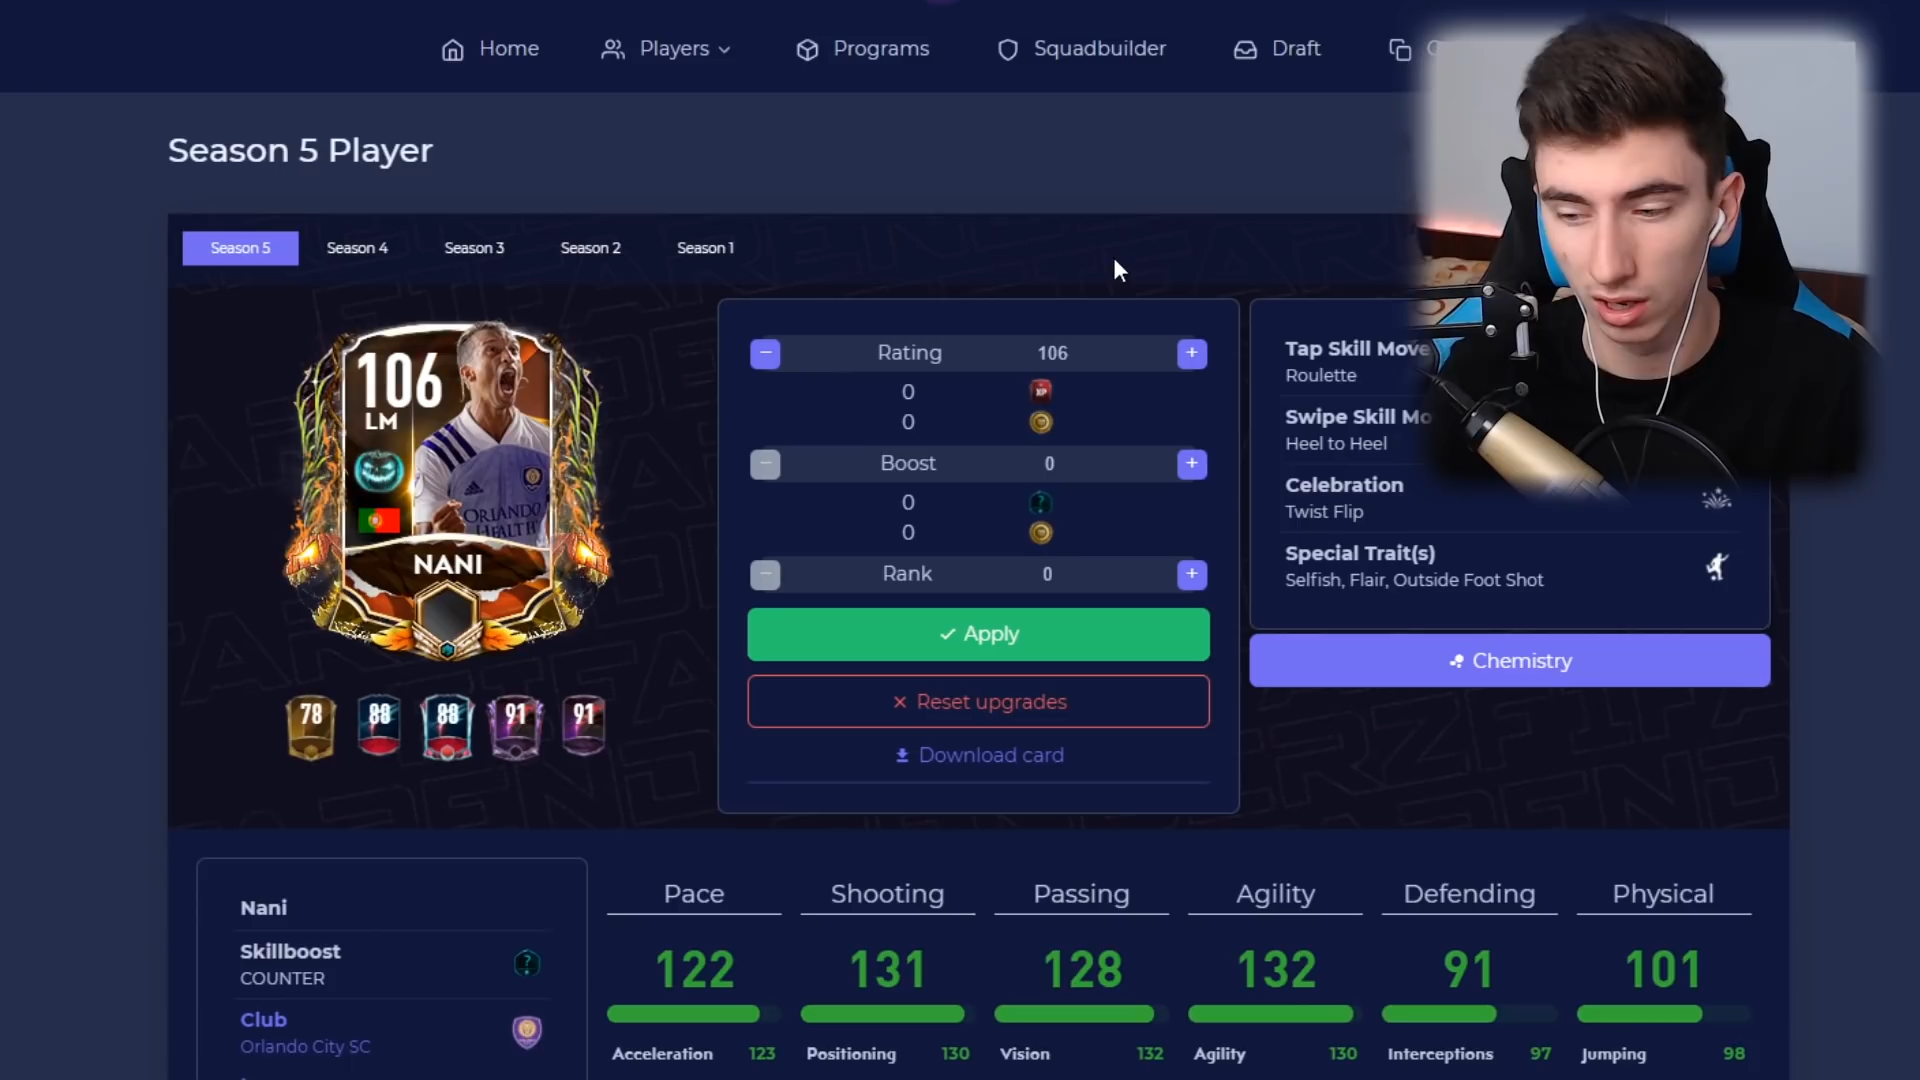 Home
Players
Programs
Squadbuilder
Draft
Season 5 Player
Season 5
Season 4
Season 3
Season 2
Season 1
106
LM
ORLANDO
HEALTH
NANI
78
88
88
91
91
Rating 106
0
XP
0
Boost 0
0
?
0
Rank 0
Apply
Reset upgrades
Download card
Tap Skill Move
Roulette
Swipe Skill Mo
Heel to Heel
Celebration
Twist Flip
Special Trait(s)
Selfish, Flair, Outside Foot Shot
Chemistry
Nani
Skillboost
COUNTER
?
Club
Orlando City SC
Pace
Shooting
Passing
Agility
Defending
Physical
122
131
128
132
91
101
Acceleration 123
Positioning 130
Vision 132
Agility 130
Interceptions 97
Jumping 98